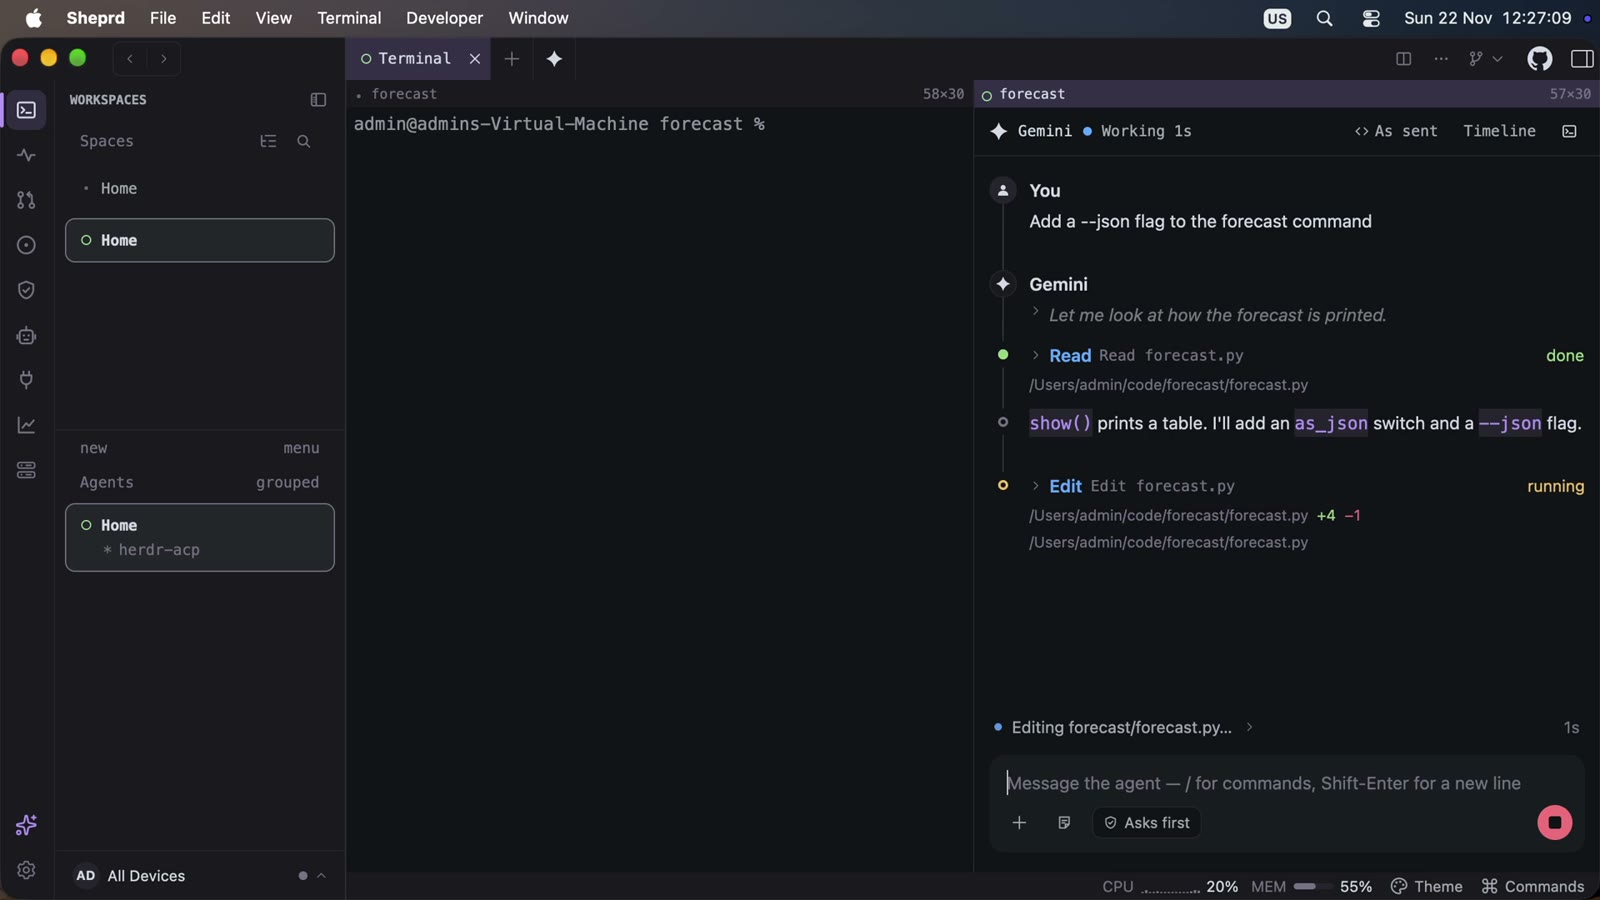 Sheprd File Edit View Terminal Developer Window US Sun 22 Nov 12:27:09
WORKSPACES
Spaces
Home
Home
new menu
Agents grouped
Home
* herdr-acp
AD All Devices
Terminal
forecast 58×30
admin@admins-Virtual-Machine forecast %
forecast 57×30
Gemini Working 1s <> As sent Timeline
You
Add a --json flag to the forecast command
Gemini
Let me look at how the forecast is printed.
Read Read forecast.py done
/Users/admin/code/forecast/forecast.py
show() prints a table. I'll add an as_json switch and a --json flag.
Edit Edit forecast.py running
/Users/admin/code/forecast/forecast.py +4 −1
/Users/admin/code/forecast/forecast.py
Editing forecast/forecast.py... 1s
Message the agent — / for commands, Shift-Enter for a new line
Asks first
CPU 20% MEM 55% Theme ⌘ Commands